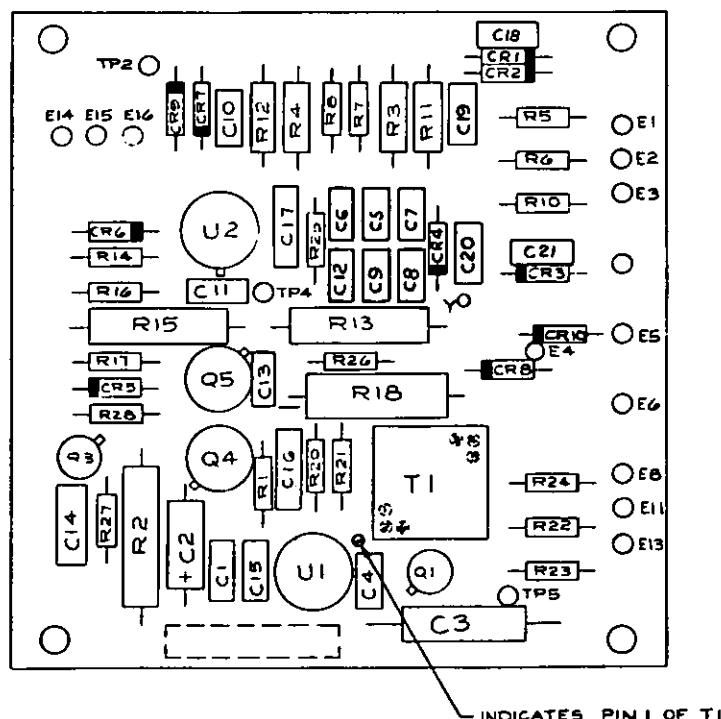 C18
CR1
CR2
TP2
E14 E15 E16
CR9
CR7
C10
R12
R4
R8
R7
R3
R11
C19
R5
E1
R6
E2
E3
R10
U2
C17
R25
C6
C5
C7
CR4
C20
CR6
R14
C21
CR3
C12
C9
C8
R16
C11
TP4
Y
R15
R13
CR10
E5
E4
R17
Q5
C13
R26
CR8
CR5
R18
E6
R28
Q3
Q4
R1
C16
R20
R21
T1
E8
R24
C14
R27
R2
+ C2
E11
R22
E13
C1
C15
U1
C4
Q1
R23
TP5
C3
INDICATES PIN 1 OF T1